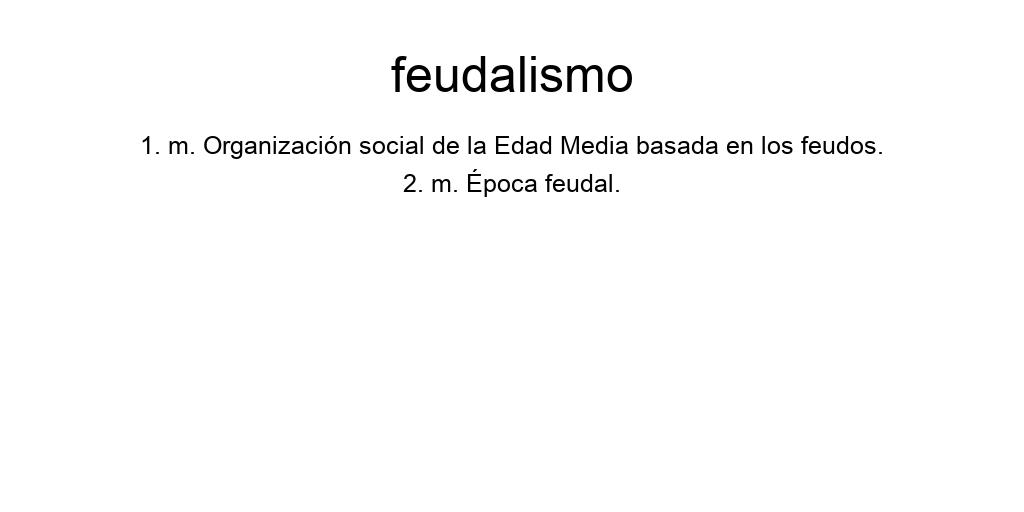 feudalismo
1. m. Organización social de la Edad Media basada en los feudos.
2. m. Época feudal.